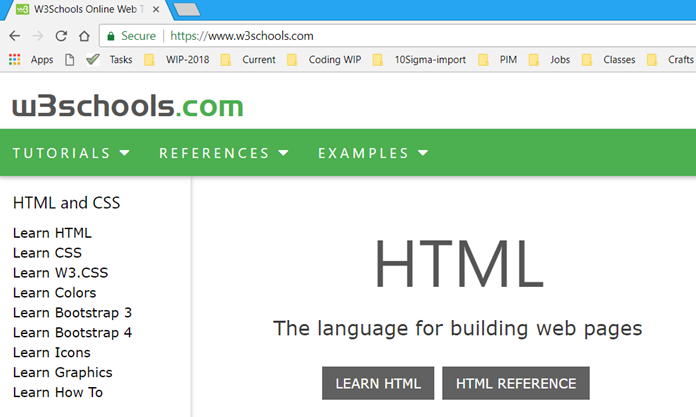 w3 W3Schools Online Web T
Secure https://www.w3schools.com
Apps Tasks WIP-2018 Current Coding WIP 10Sigma-import PIM Jobs Classes Crafts
w3schools.com
TUTORIALS REFERENCES EXAMPLES
HTML and CSS
Learn HTML
Learn CSS
Learn W3.CSS
Learn Colors
Learn Bootstrap 3
Learn Bootstrap 4
Learn Icons
Learn Graphics
Learn How To
HTML
The language for building web pages
LEARN HTML HTML REFERENCE